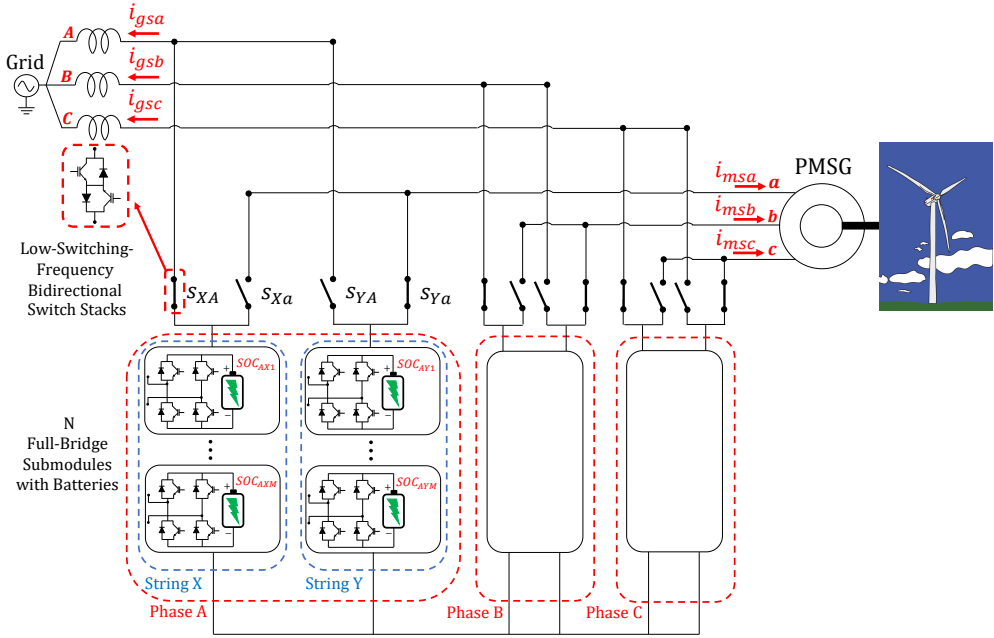 A
i_gsa
Grid
B
i_gsb
C
i_gsc
PMSG
i_msa
a
i_msb
b
i_msc
c
Low-Switching-
Frequency
Bidirectional
Switch Stacks
S_XA
S_Xa
S_YA
S_Ya
SOC_AX1
+
−
SOC_AY1
+
−
N
Full-Bridge
Submodules
with Batteries
SOC_AXM
+
−
SOC_AYM
+
−
String X
String Y
Phase A
Phase B
Phase C